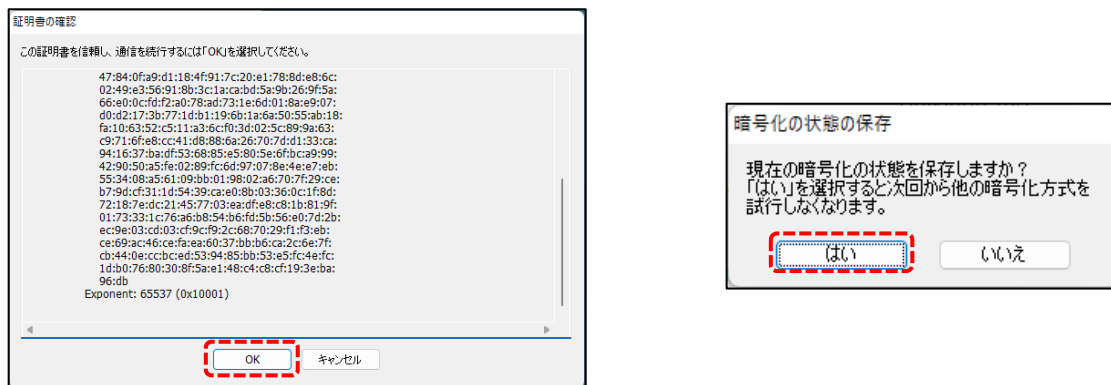 証明書の確認
この証明書を信頼し、通信を続行するには「OK」を選択してください。
47:84:0f:a9:d1:18:4f:91:7c:20:e1:78:8d:e8:6c:
02:49:e3:56:91:8b:3c:1a:ca:bd:5a:9b:26:9f:5a:
66:e0:0c:fd:f2:a0:78:ad:73:1e:6d:01:8a:e9:07:
d0:d2:17:3b:77:1d:b1:19:6b:1a:6a:50:55:ab:18:
fa:10:63:52:c5:11:a3:6c:f0:3d:02:5c:89:9a:63:
c9:71:6f:e8:cc:41:d8:88:6a:26:70:7d:d1:33:ca:
94:16:37:ba:df:53:68:85:e5:80:5e:6f:bc:a9:99:
42:90:50:a5:fe:02:89:fc:6d:97:07:8e:4e:e7:eb:
55:34:08:a5:61:09:bb:01:98:02:a6:70:7f:29:ce:
b7:9d:cf:31:1d:54:39:ca:e0:8b:03:36:0c:1f:8d:
72:18:7e:dc:21:45:77:03:ea:df:e8:c8:1b:81:9f:
01:73:33:1c:76:a6:b8:54:b6:fd:5b:56:e0:7d:2b:
ec:9e:03:cd:03:cf:9c:f9:2c:68:70:29:f1:f3:eb:
ce:69:ac:46:ce:fa:ea:60:37:bb:b6:ca:2c:6e:7f:
cb:44:0e:cc:bc:ed:53:94:85:bb:53:e5:fc:4e:fc:
1d:b0:76:80:30:8f:5a:e1:48:c4:c8:cf:19:3e:ba:
96:db
Exponent: 65537 (0x10001)
OK
キャンセル
暗号化の状態の保存
現在の暗号化の状態を保存しますか？
「はい」を選択すると次回から他の暗号化方式を
試行しなくなります。
はい
いいえ